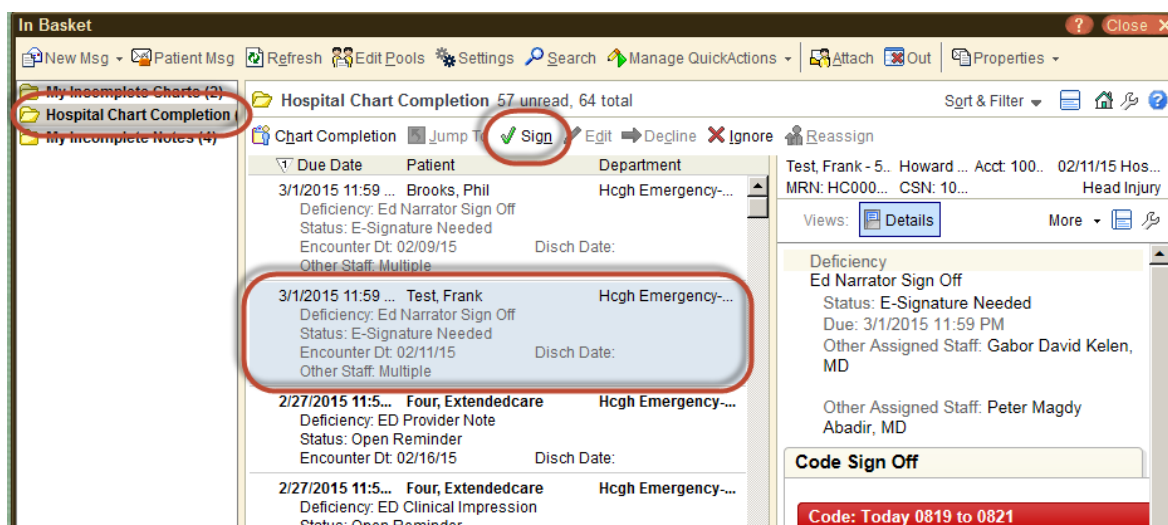 In Basket
? Close X
New Msg Patient Msg Refresh Edit Pools Settings Search Manage QuickActions Attach Out Properties
My Incomplete Charts (2)
Hospital Chart Completion (
My Incomplete Notes (4)
Hospital Chart Completion 57 unread, 64 total
Sort & Filter
Chart Completion Jump To Sign Edit Decline Ignore Reassign
Due Date Patient Department
3/1/2015 11:59 ... Brooks, Phil Hcgh Emergency-...
Deficiency: Ed Narrator Sign Off
Status: E-Signature Needed
Encounter Dt: 02/09/15 Disch Date:
Other Staff: Multiple
3/1/2015 11:59 ... Test, Frank Hcgh Emergency-...
Deficiency: Ed Narrator Sign Off
Status: E-Signature Needed
Encounter Dt: 02/11/15 Disch Date:
Other Staff: Multiple
2/27/2015 11:5... Four, Extendedcare Hcgh Emergency-...
Deficiency: ED Provider Note
Status: Open Reminder
Encounter Dt: 02/16/15 Disch Date:
2/27/2015 11:5... Four, Extendedcare Hcgh Emergency-...
Deficiency: ED Clinical Impression
Status: Open Reminder
Test, Frank - 5.. Howard ... Acct: 100.. 02/11/15 Hos...
MRN: HC000... CSN: 10... Head Injury
Views: Details More
Deficiency
Ed Narrator Sign Off
Status: E-Signature Needed
Due: 3/1/2015 11:59 PM
Other Assigned Staff: Gabor David Kelen,
MD
Other Assigned Staff: Peter Magdy
Abadir, MD
Code Sign Off
Code: Today 0819 to 0821